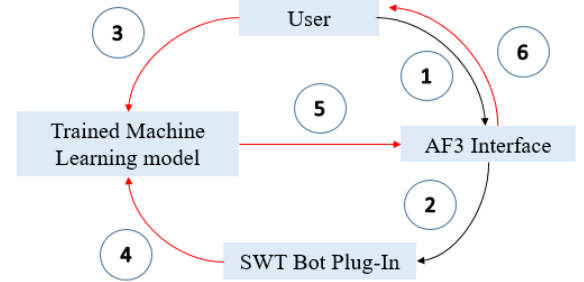 User
3
1
6
5
Trained Machine
Learning model
AF3 Interface
2
4
SWT Bot Plug-In